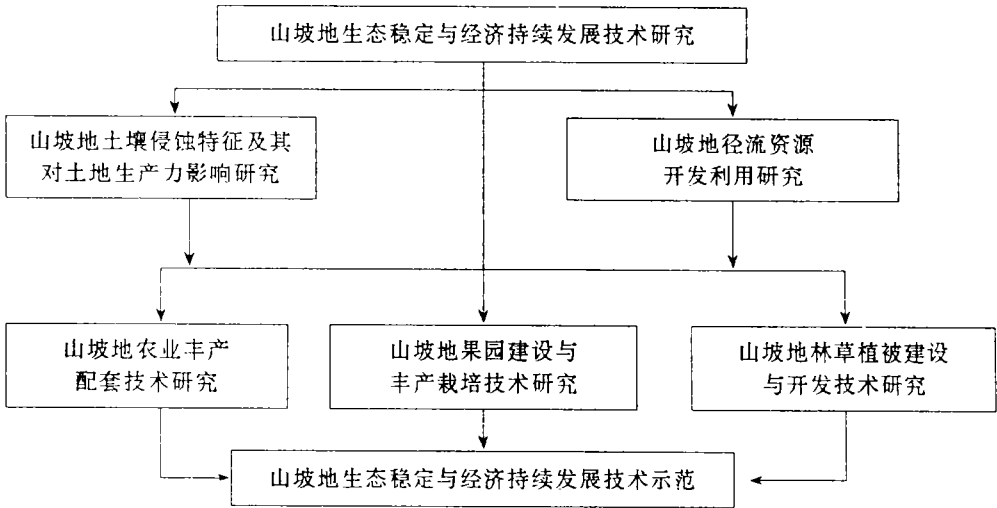 山坡地生态稳定与经济持续发展技术研究
山坡地土壤侵蚀特征及其
对土地生产力影响研究
山坡地径流资源
开发利用研究
山坡地农业丰产
配套技术研究
山坡地果园建设与
丰产栽培技术研究
山坡地林草植被建设
与开发技术研究
山坡地生态稳定与经济持续发展技术示范